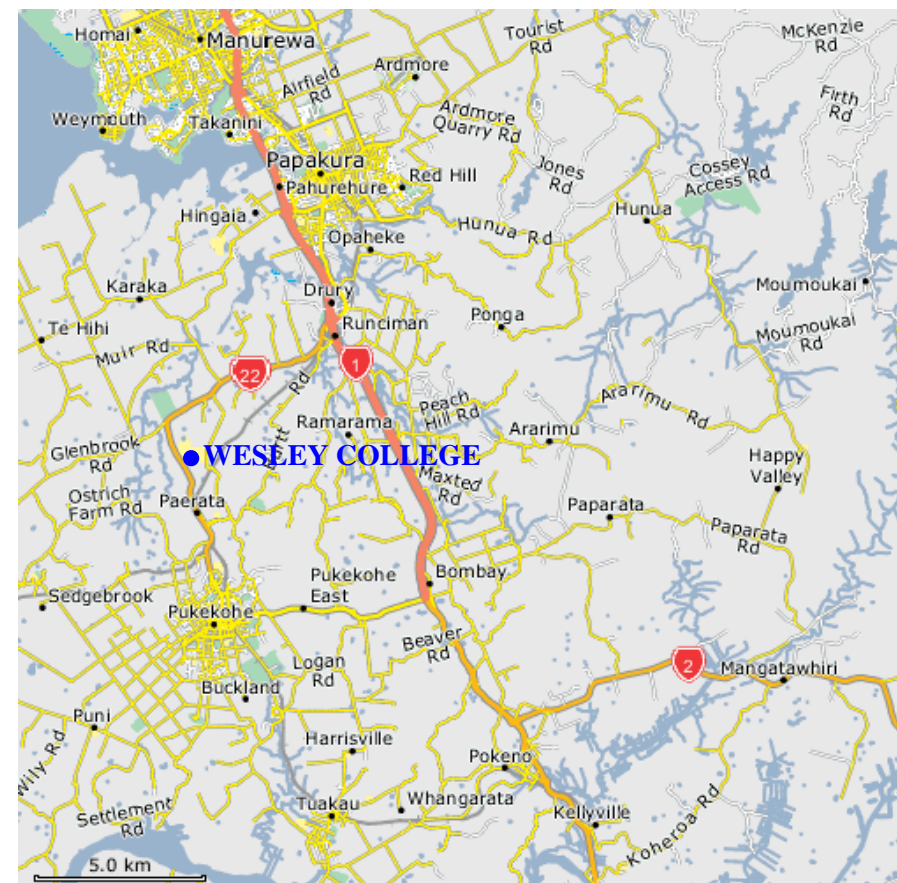 Homai
Manurewa
Tourist
Rd
McKenzie
Rd
Ardmore
Airfield
Rd
Firth
Rd
Weymouth
Takanini
Ardmore
Quarry Rd
Papakura
Pahurehure
Red Hill
Jones
Rd
Cossey
Access Rd
Hingaia
Hunua Rd
Hunua
Opaheke
Karaka
Drury
Moumoukai
Te Hihi
Runciman
Ponga
Muir Rd
Moumoukai
Rd
22
1
Rd
Peach
Hill Rd
Ararimu Rd
Ramarama
Ararimu
Glenbrook
Rd
WESLEY COLLEGE
Happy
Valley
Maxted
Rd
Ostrich
Farm Rd
Paerata
Paparata
Paparata
Rd
Sedgebrook
Pukekohe
East
Bombay
Pukekohe
Beaver
Rd
Logan
Rd
2
Mangatawhiri
Buckland
Puni
Harrisville
Pokeno
Wily Rd
Tuakau
Whangarata
Settlement
Rd
Kellyville
Koheroa Rd
5.0 km